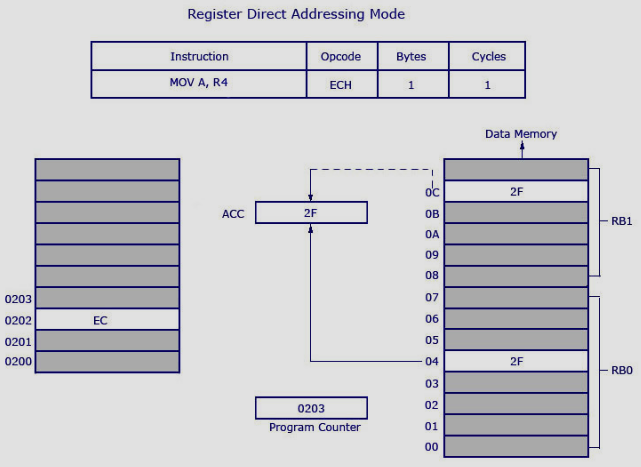 Register Direct Addressing Mode
Instruction Opcode Bytes Cycles
MOV A, R4 ECH 1 1
Data Memory
0C 2F
ACC 2F 0B
RB1
0A
09
08
0203 07
0202 EC 06
0201 05
0200 04 2F
RB0
03
0203 02
Program Counter 01
00